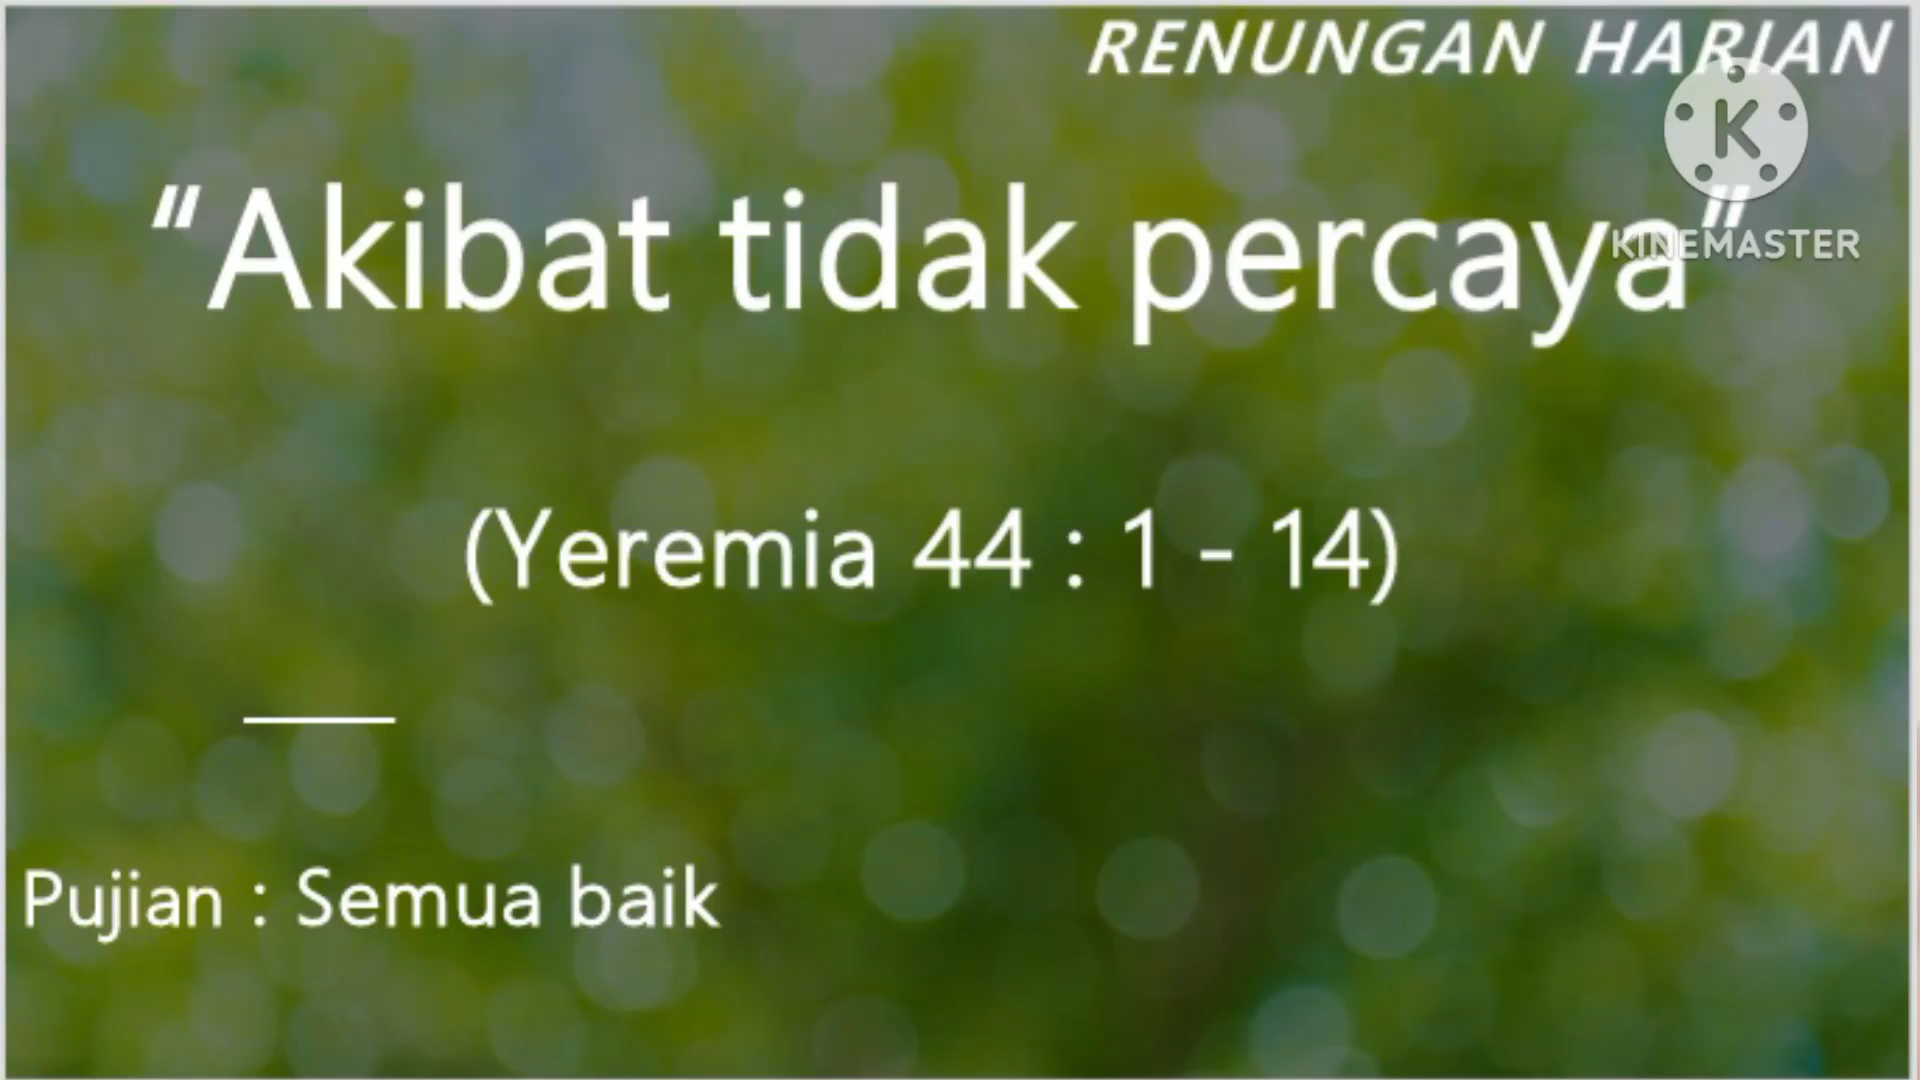 RENUNGAN HARIAN
K
KINEMASTER
“Akibat tidak percaya”
(Yeremia 44 : 1 - 14)
Pujian : Semua baik